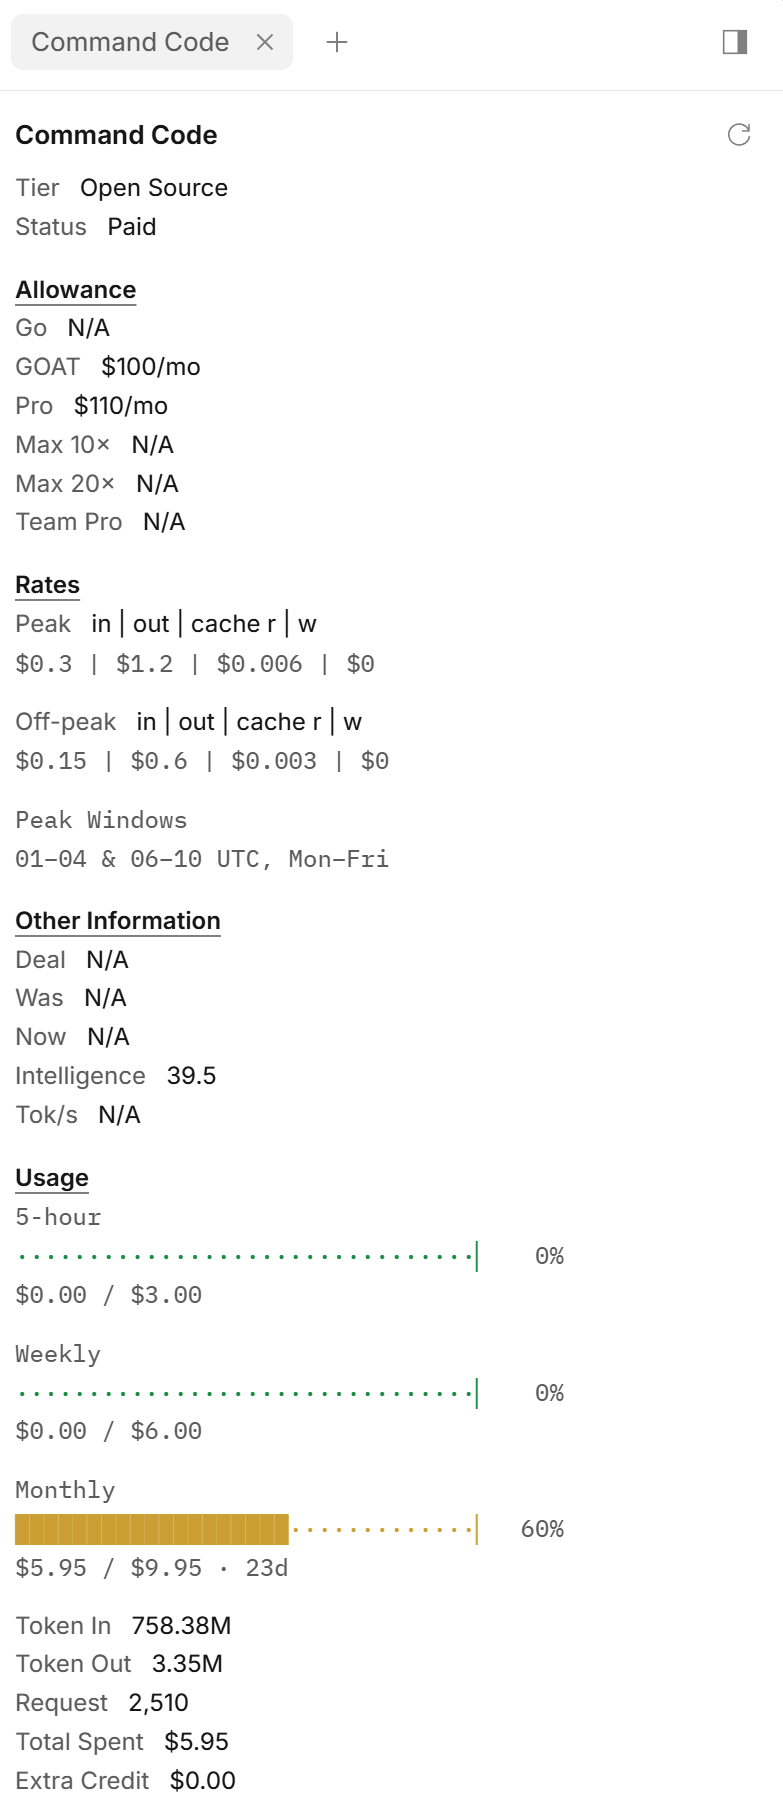 Command Code
Command Code
Tier Open Source
Status Paid
Allowance
Go N/A
GOAT $100/mo
Pro $110/mo
Max 10× N/A
Max 20× N/A
Team Pro N/A
Rates
Peak in | out | cache r | w
$0.3 | $1.2 | $0.006 | $0
Off-peak in | out | cache r | w
$0.15 | $0.6 | $0.003 | $0
Peak Windows
01–04 & 06–10 UTC, Mon–Fri
Other Information
Deal N/A
Was N/A
Now N/A
Intelligence 39.5
Tok/s N/A
Usage
5-hour
0%
$0.00 / $3.00
Weekly
0%
$0.00 / $6.00
Monthly
60%
$5.95 / $9.95 · 23d
Token In 758.38M
Token Out 3.35M
Request 2,510
Total Spent $5.95
Extra Credit $0.00